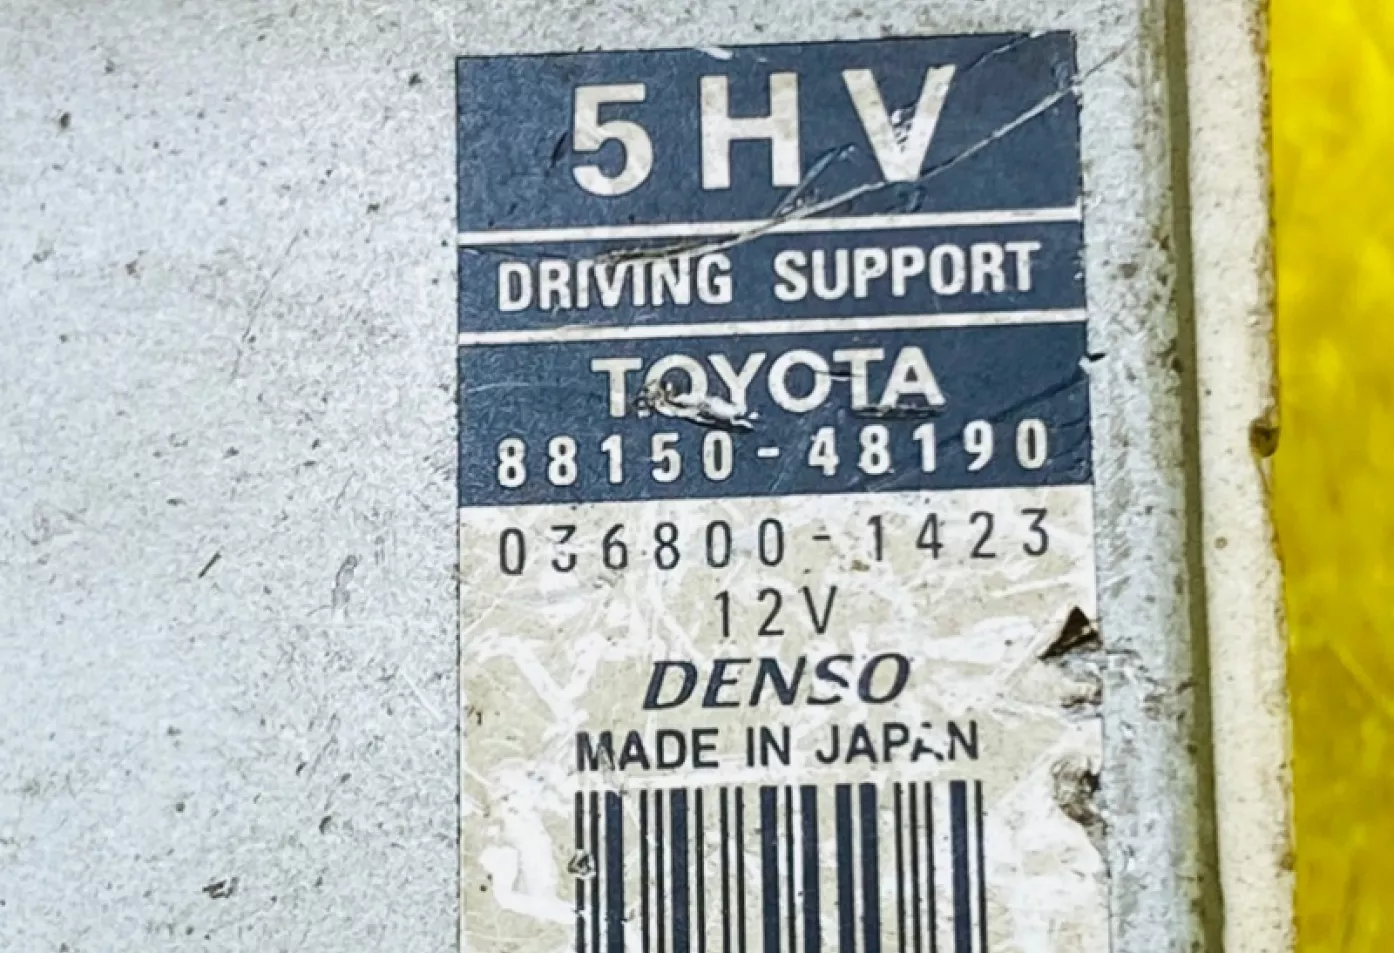 5HV
DRIVING SUPPORT
TOYOTA
88150-48190
036800-1423
12V
DENSO
MADE IN JAPAN